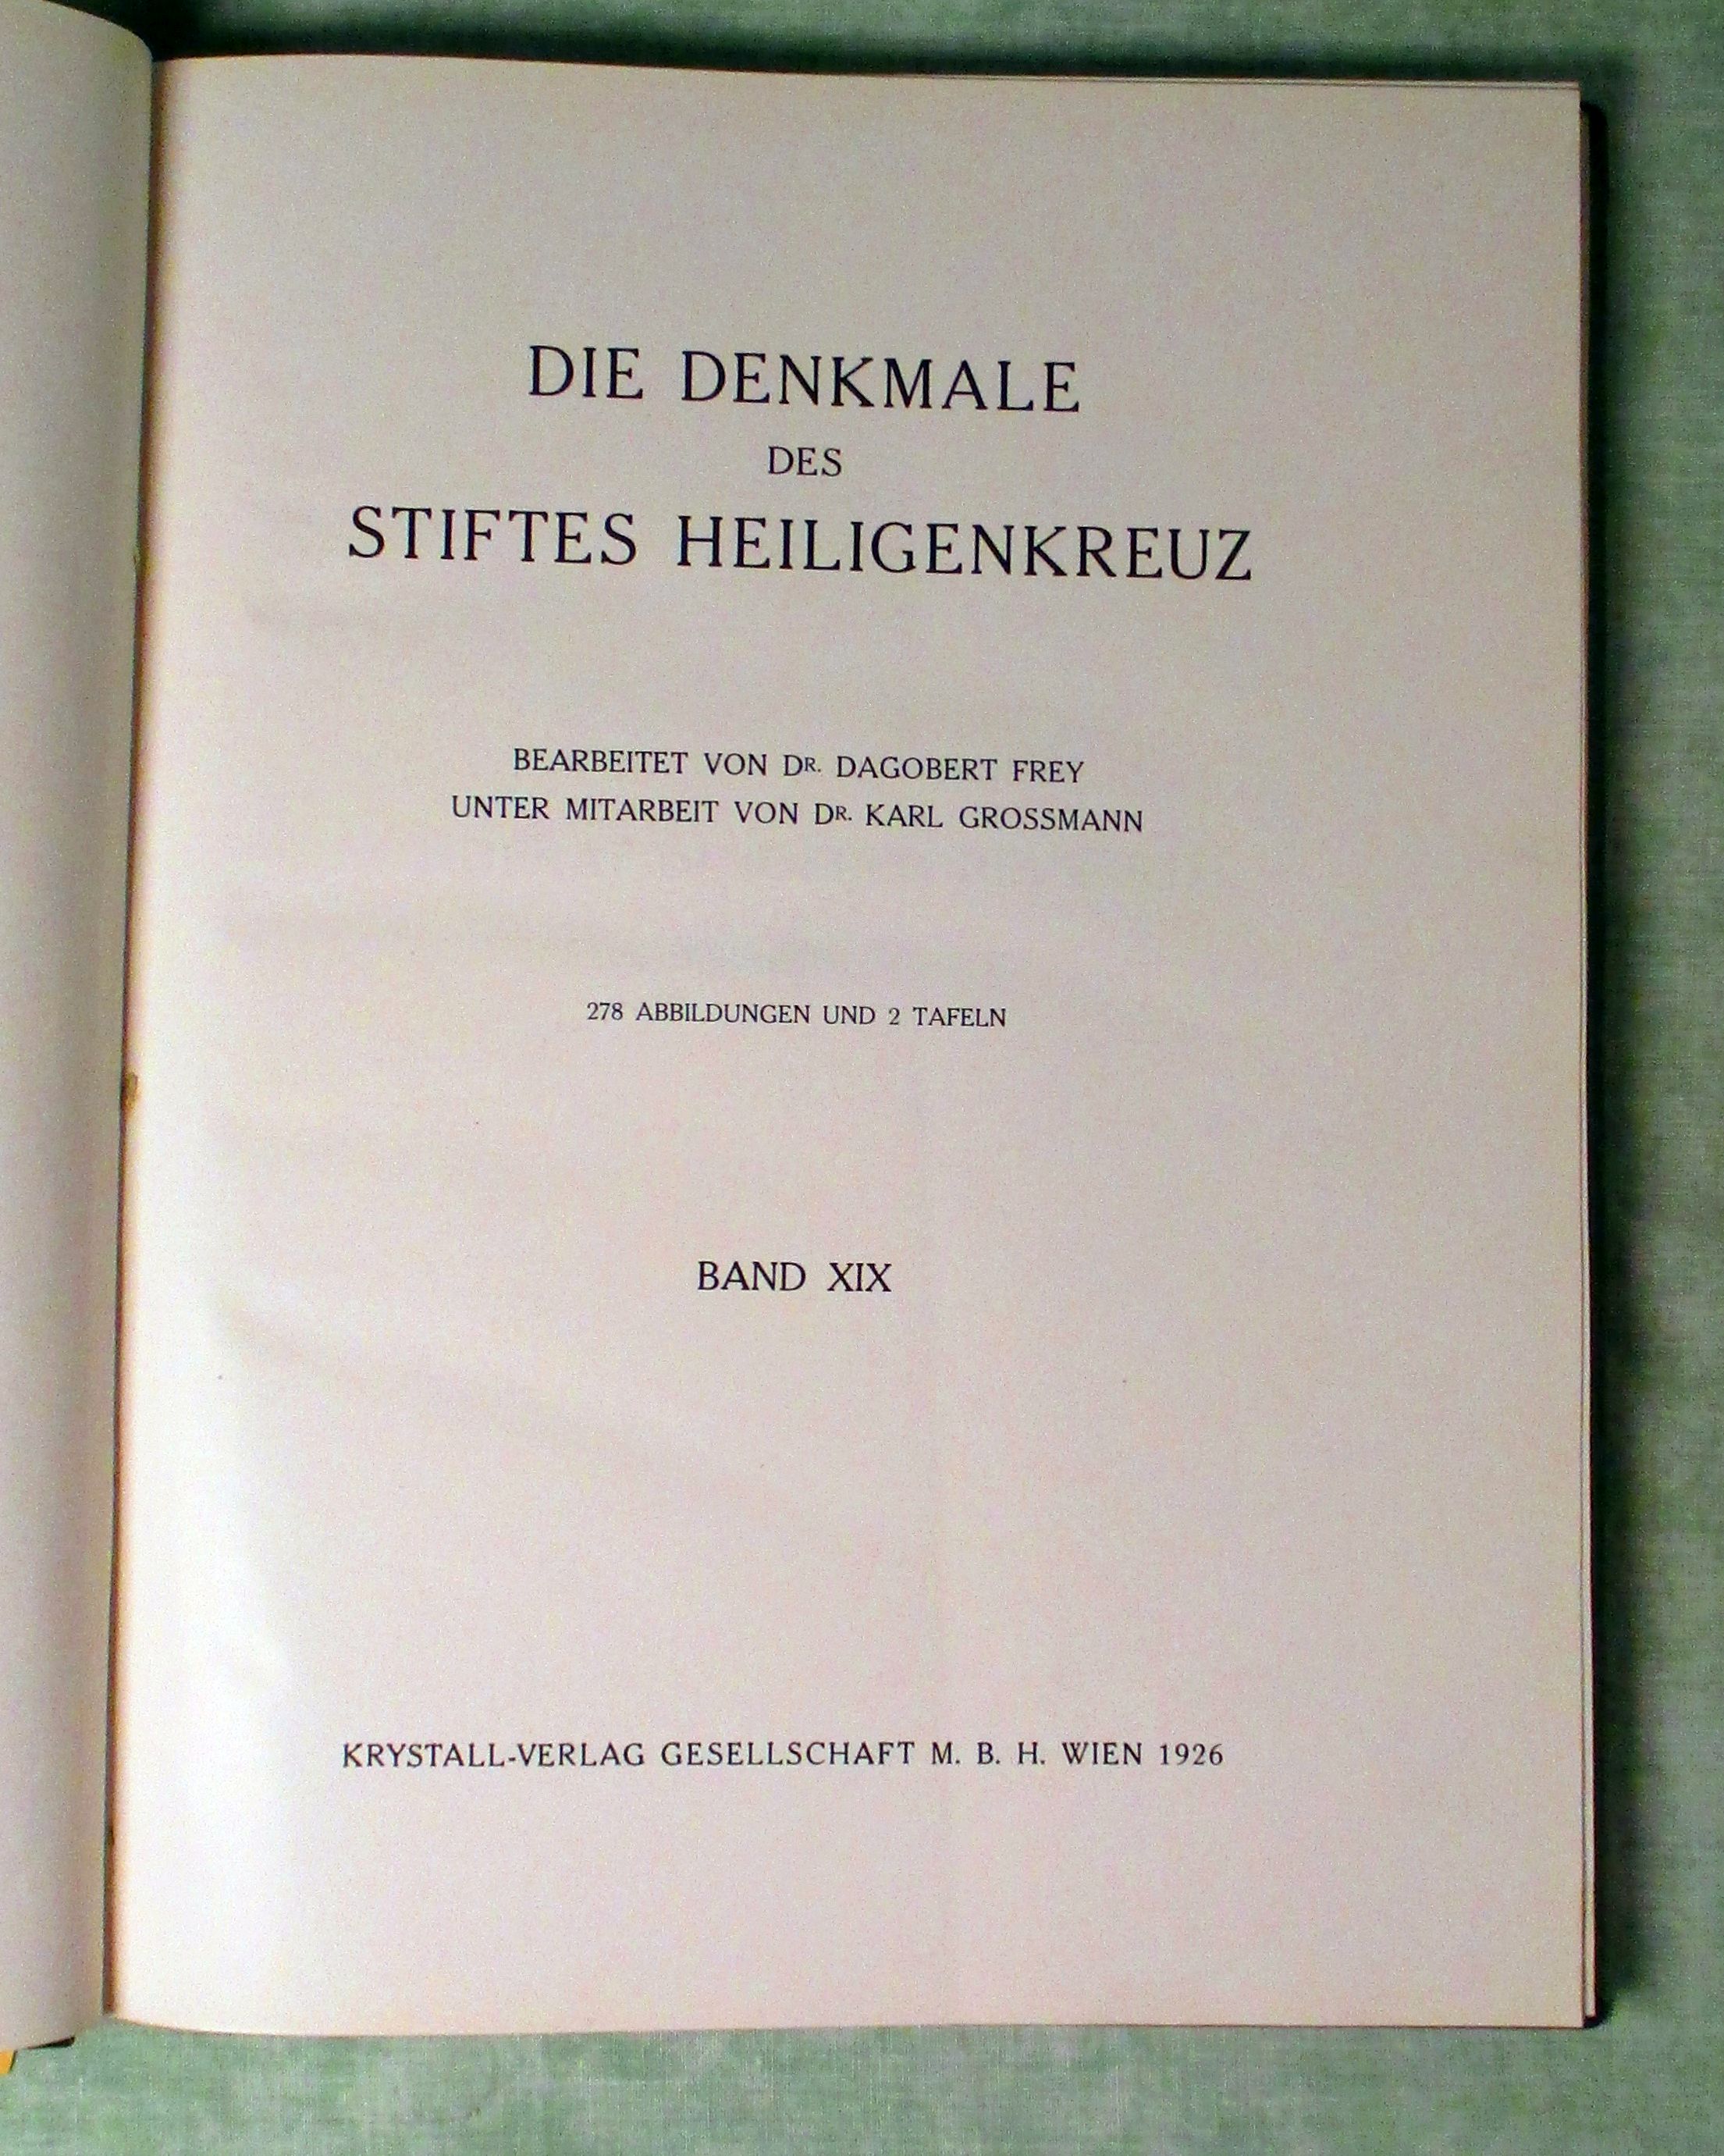 DIE DENKMALE
DES
STIFTES HEILIGENKREUZ
BEARBEITET VON DR. DAGOBERT FREY
UNTER MITARBEIT VON DR. KARL GROSSMANN
278 ABBILDUNGEN UND 2 TAFELN
BAND XIX
KRYSTALL-VERLAG GESELLSCHAFT M. B. H. WIEN 1926